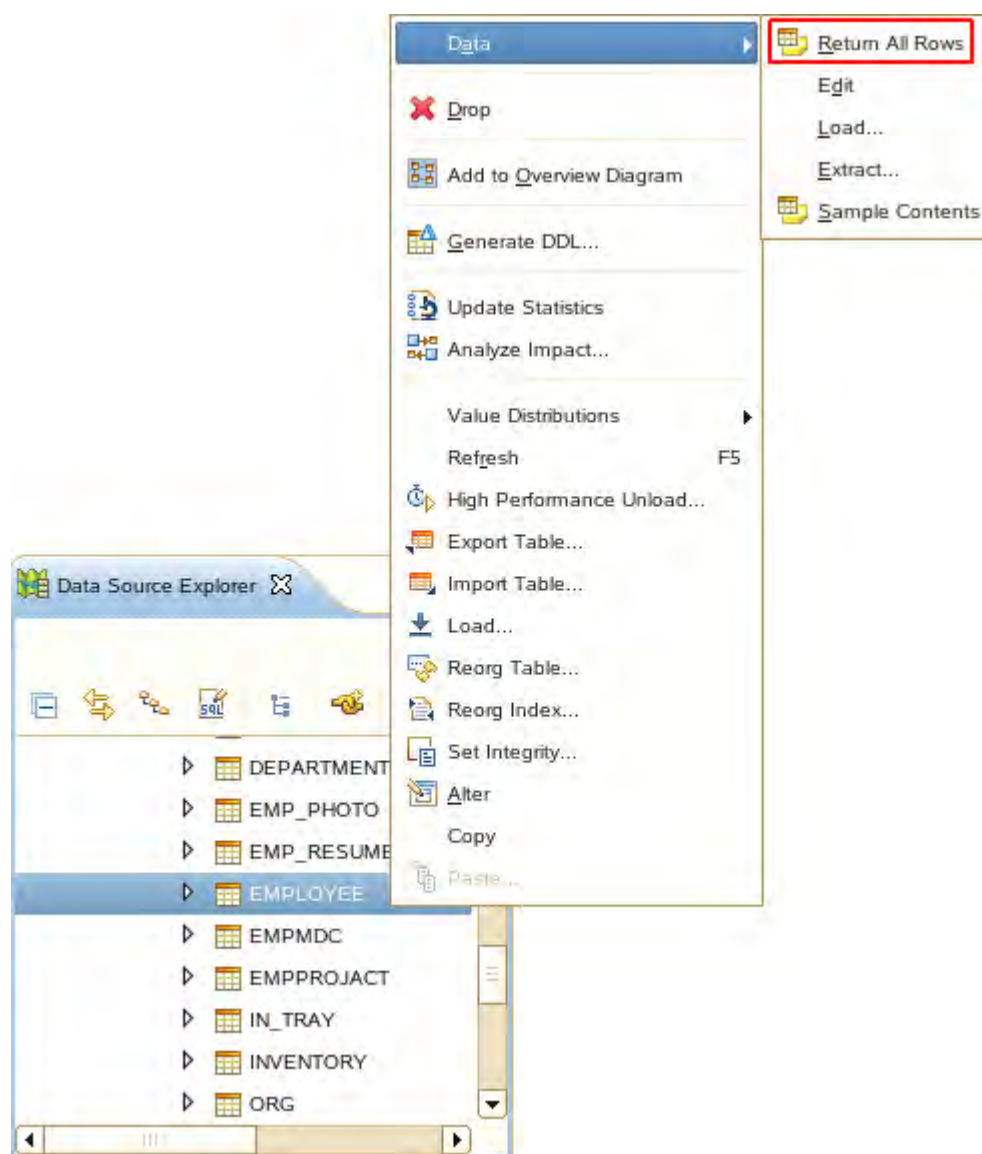 Data
Return All Rows
Edit
Load...
Extract...
Sample Contents
Drop
Add to Overview Diagram
Generate DDL...
Update Statistics
Analyze Impact...
Value Distributions
Refresh F5
High Performance Unload...
Export Table...
Import Table...
Load...
Reorg Table...
Reorg Index...
Set Integrity...
Alter
Copy
Paste...
Data Source Explorer
SQL
DEPARTMENT
EMP_PHOTO
EMP_RESUME
EMPLOYEE
EMPMDC
EMPPROJACT
IN_TRAY
INVENTORY
ORG